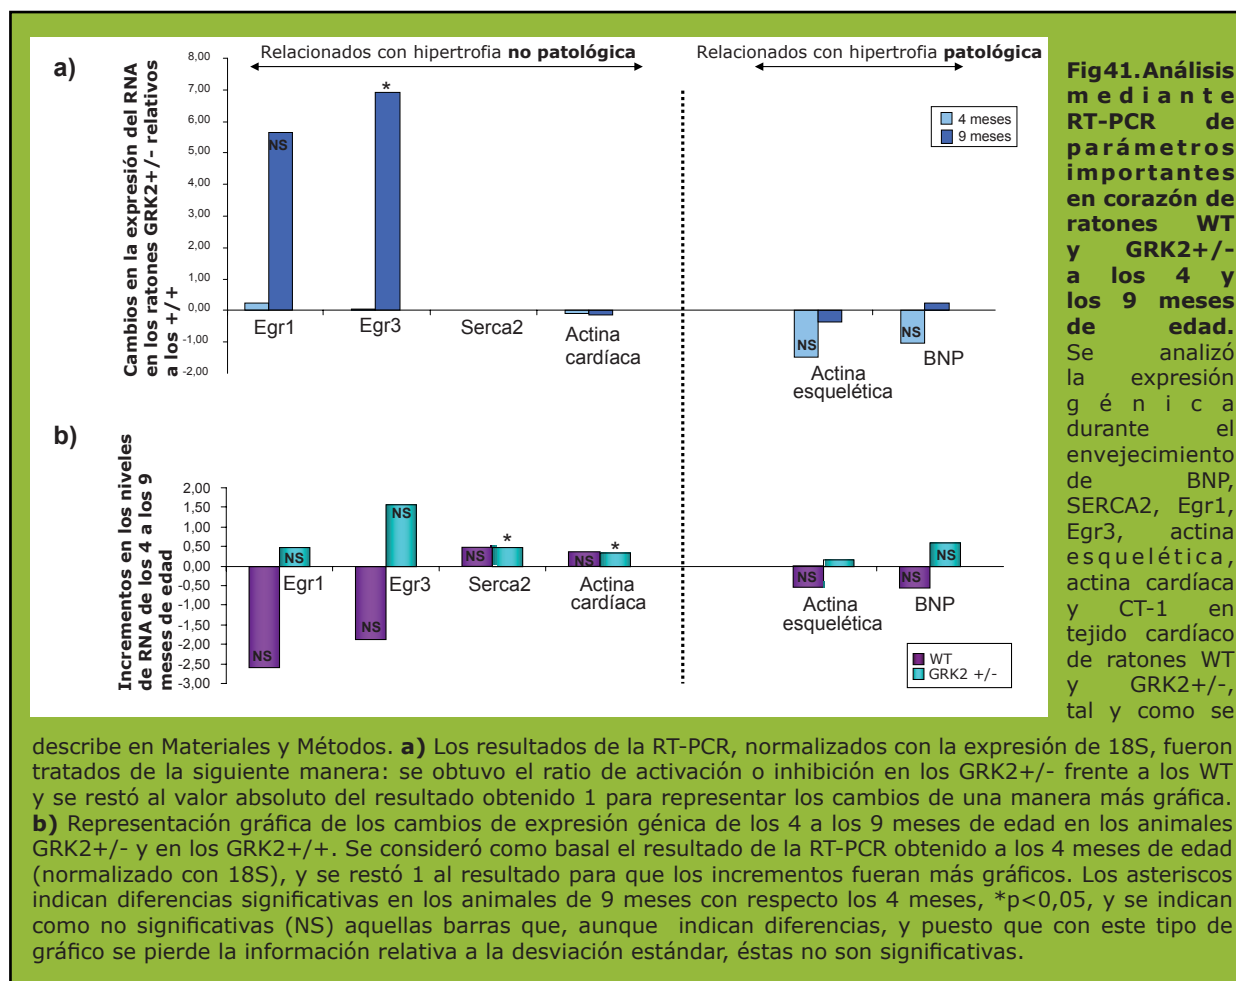 a)
Relacionados con hipertrofia no patológica
Relacionados con hipertrofia patológica
Cambios en la expresión del RNA
en los ratones GRK2+/- relativos
a los +/+
8,00
7,00
6,00
5,00
4,00
3,00
2,00
1,00
0,00
-1,00
-2,00
NS
*
NS
NS
Egr1
Egr3
Serca2
Actina
cardíaca
Actina
esquelética
BNP
4 meses
9 meses
b)
Incrementos en los niveles
de RNA de los 4 a los 9
meses de edad
2,00
1,50
1,00
0,50
0,00
-0,50
-1,00
-1,50
-2,00
-2,50
-3,00
NS
NS
NS
NS
NS
*
NS
*
NS
NS
NS
Egr1
Egr3
Serca2
Actina
cardíaca
Actina
esquelética
BNP
WT
GRK2 +/-
Fig41.Análisis
mediante
RT-PCR de
parámetros
importantes
en corazón de
ratones WT
y GRK2+/-
a los 4 y
los 9 meses
de edad.
Se analizó
la expresión
génica
durante el
envejecimiento
de BNP,
SERCA2, Egr1,
Egr3, actina
esquelética,
actina cardíaca
y CT-1 en
tejido cardíaco
de ratones WT
y GRK2+/-,
tal y como se
describe en Materiales y Métodos. a) Los resultados de la RT-PCR, normalizados con la expresión de 18S, fueron
tratados de la siguiente manera: se obtuvo el ratio de activación o inhibición en los GRK2+/- frente a los WT
y se restó al valor absoluto del resultado obtenido 1 para representar los cambios de una manera más gráfica.
b) Representación gráfica de los cambios de expresión génica de los 4 a los 9 meses de edad en los animales
GRK2+/- y en los GRK2+/+. Se consideró como basal el resultado de la RT-PCR obtenido a los 4 meses de edad
(normalizado con 18S), y se restó 1 al resultado para que los incrementos fueran más gráficos. Los asteriscos
indican diferencias significativas en los animales de 9 meses con respecto los 4 meses, *p<0,05, y se indican
como no significativas (NS) aquellas barras que, aunque indican diferencias, y puesto que con este tipo de
gráfico se pierde la información relativa a la desviación estándar, éstas no son significativas.